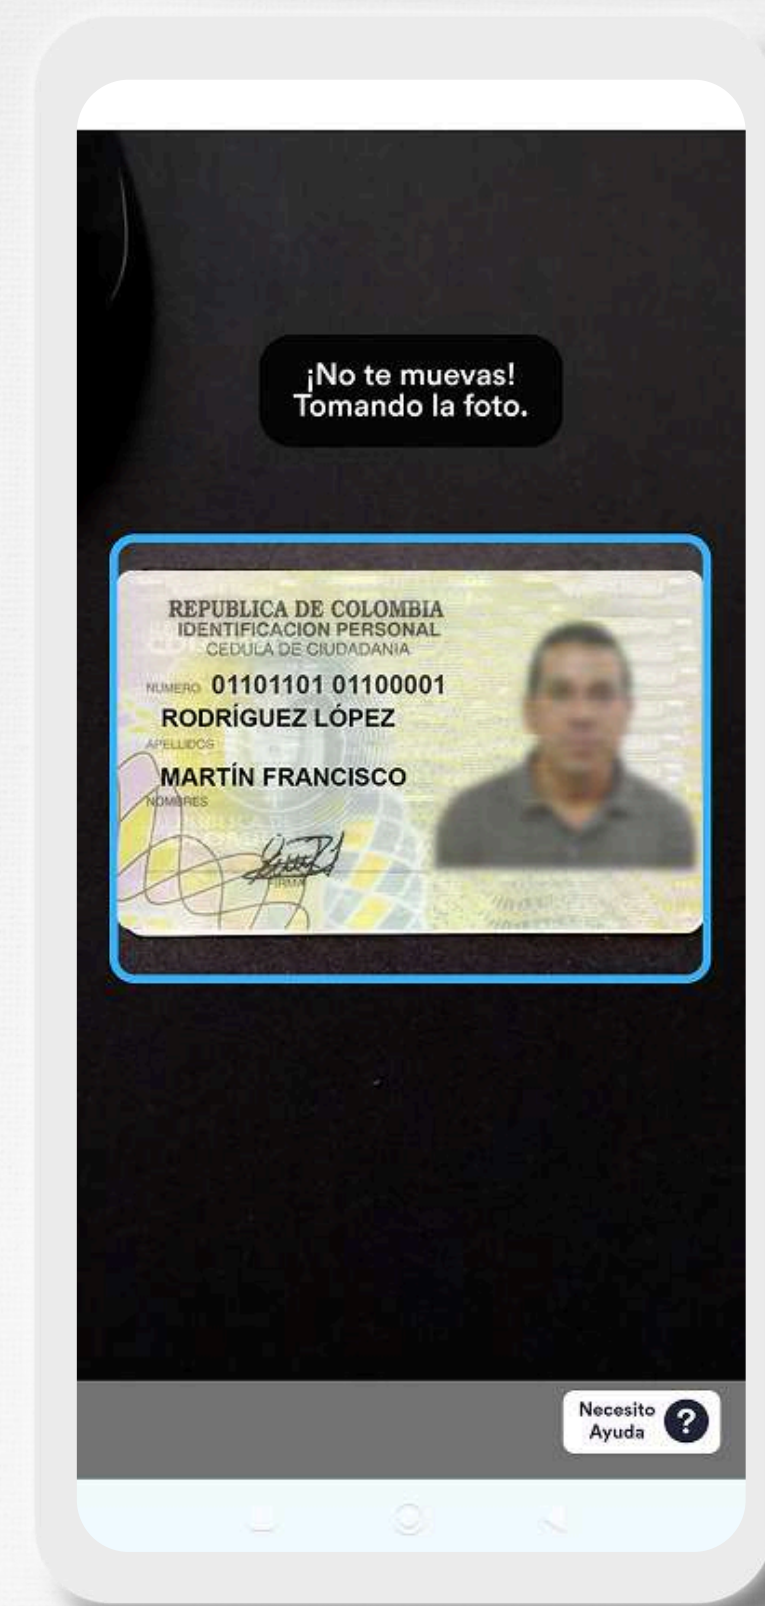 ¡No te muevas!
Tomando la foto.
REPUBLICA DE COLOMBIA
IDENTIFICACION PERSONAL
CEDULA DE CIUDADANIA
NUMERO 01101101 01100001
RODRÍGUEZ LÓPEZ
APELLIDOS
MARTÍN FRANCISCO
NOMBRES
FIRMA
Necesito
Ayuda ?